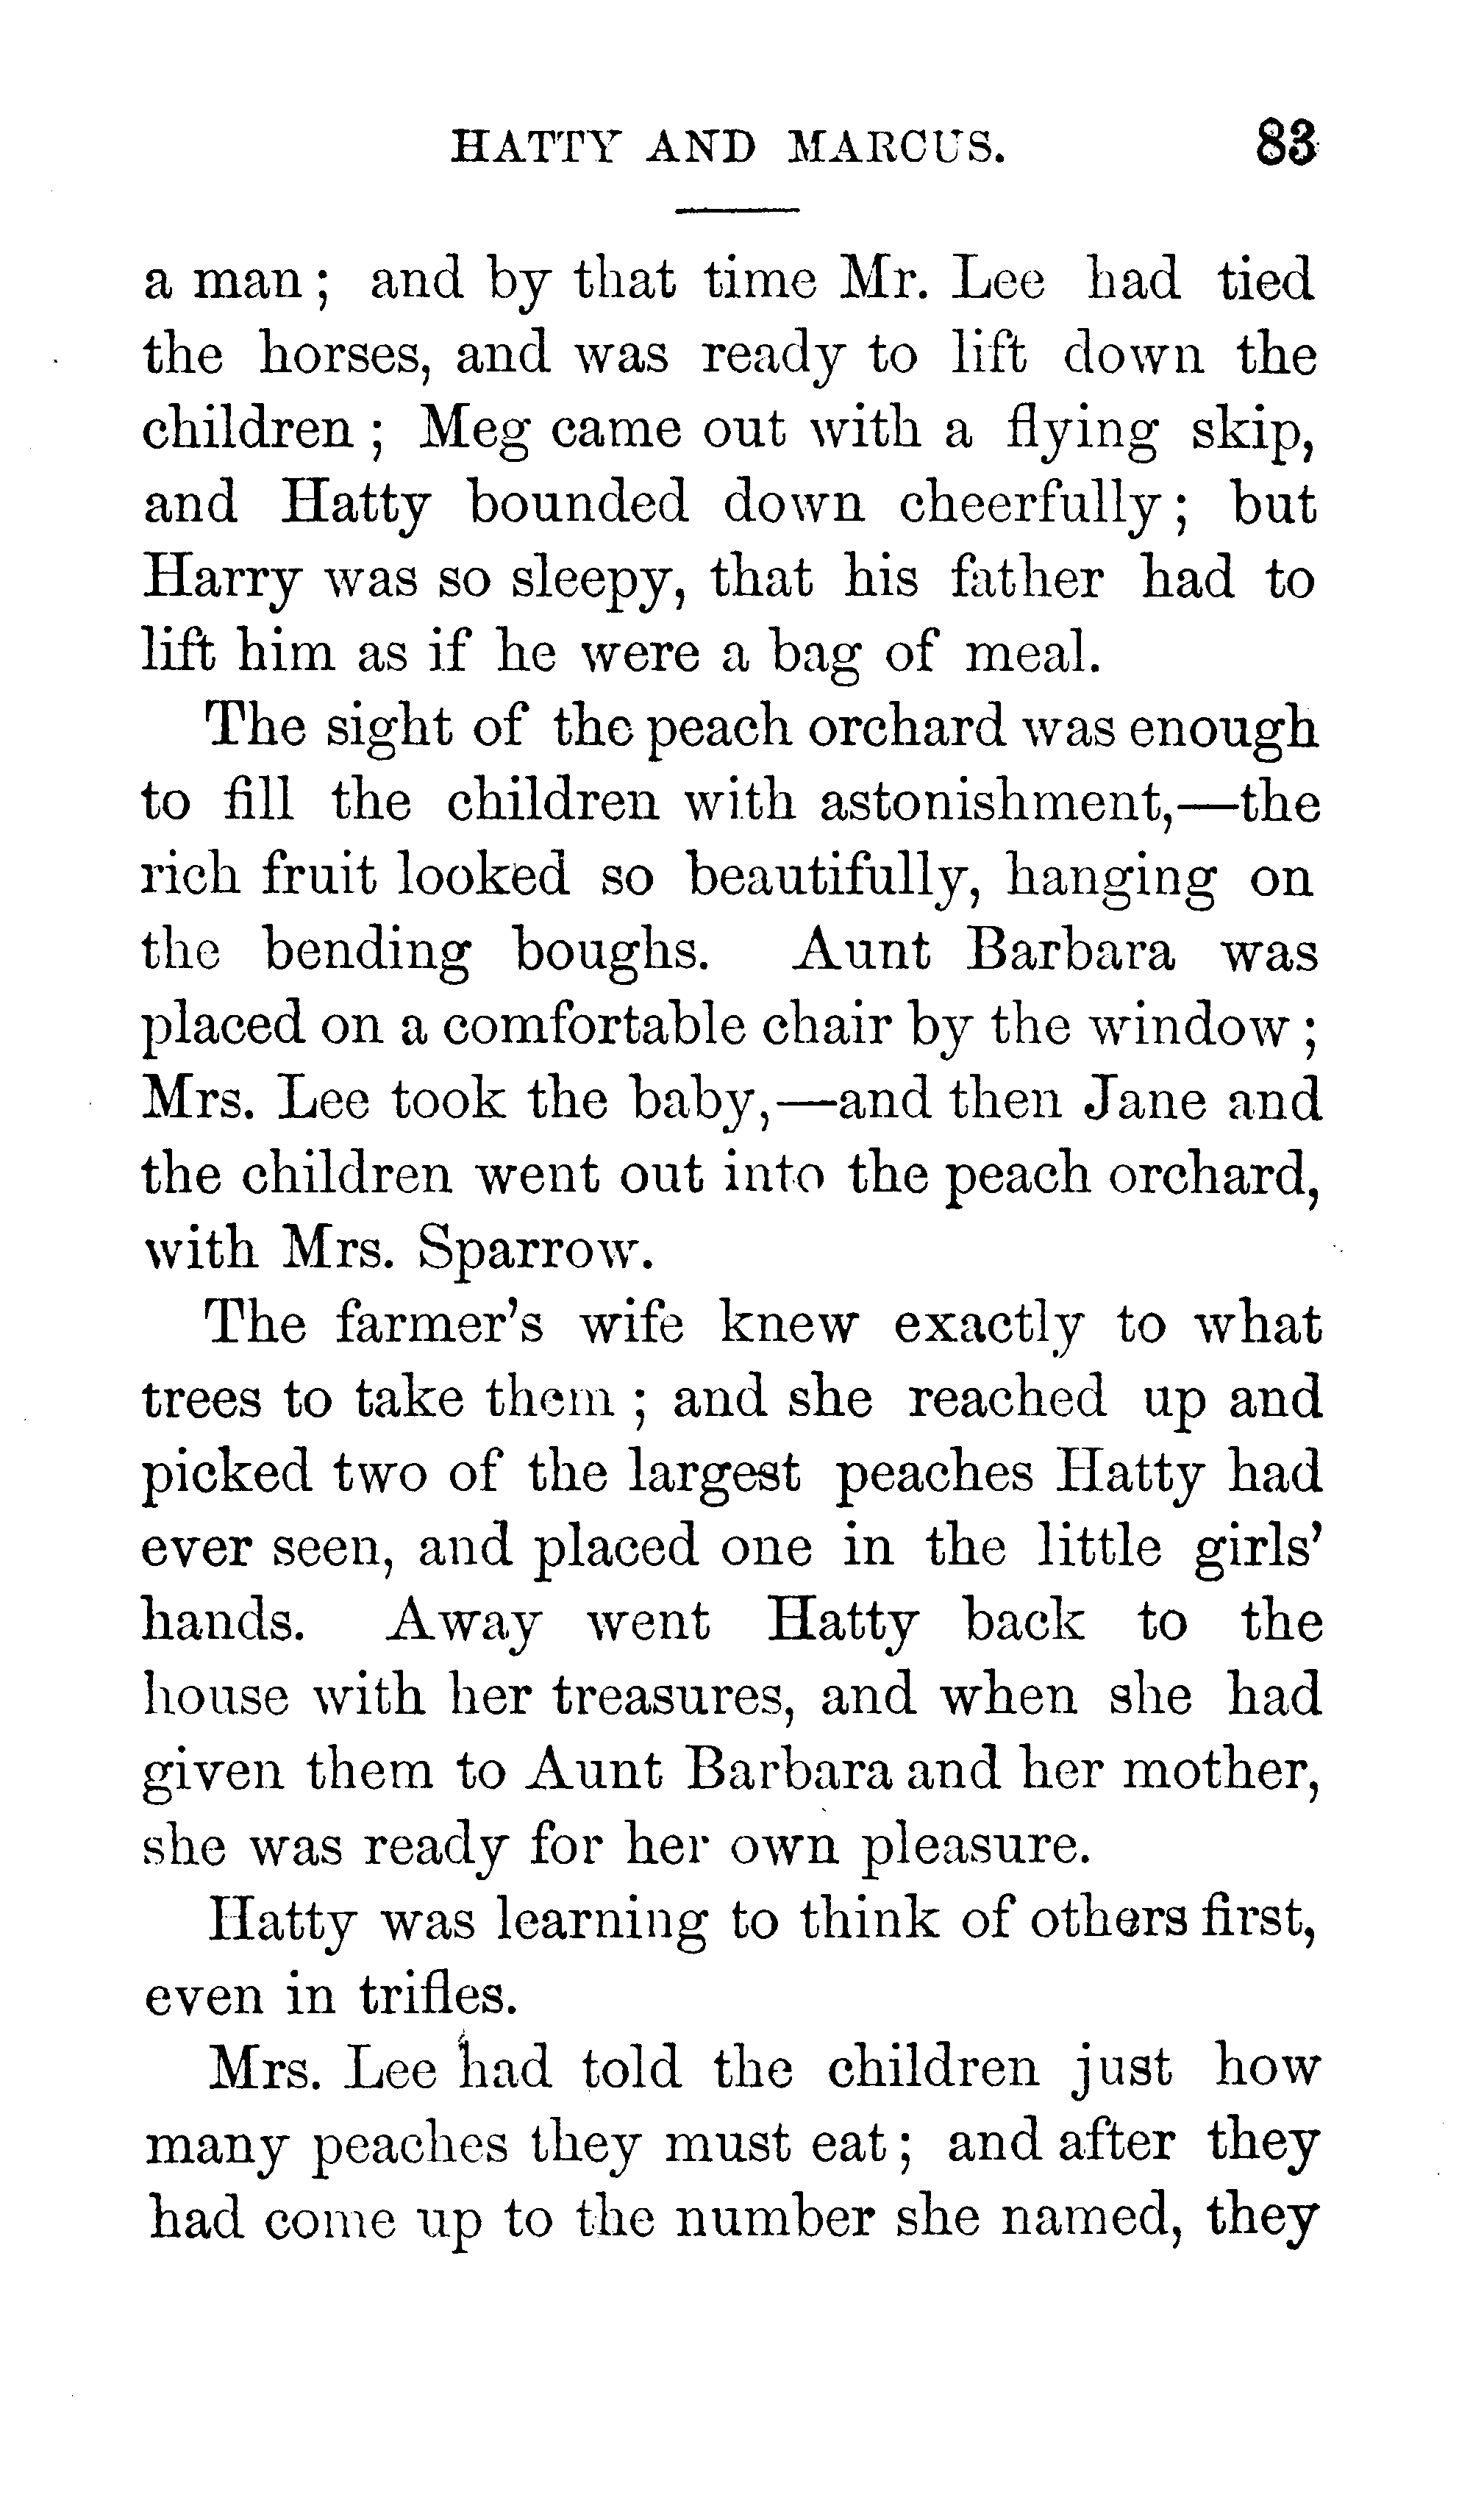 HATTY AND MARCUS. 83
a man; and by that time Mr. Lee had tied
the horses, and was ready to lift down the
children; Meg came out with a flying skip,
and Hatty bounded down cheerfully; but
Harry was so sleepy, that his father had to
lift him as if he were a bag of meal.
The sight of the peach orchard was enough
to fill the children with astonishment,—the
rich fruit looked so beautifully, hanging on
the bending boughs. Aunt Barbara was
placed on a comfortable chair by the window;
Mrs. Lee took the baby,—and then Jane and
the children went out into the peach orchard,
with Mrs. Sparrow.
The farmer's wife knew exactly to what
trees to take them; and she reached up and
picked two of the largest peaches Hatty had
ever seen, and placed one in the little girls'
hands. Away went Hatty back to the
house with her treasures, and when she had
given them to Aunt Barbara and her mother,
she was ready for her own pleasure.
Hatty was learning to think of others first,
even in trifles.
Mrs. Lee had told the children just how
many peaches they must eat; and after they
had come up to the number she named, they